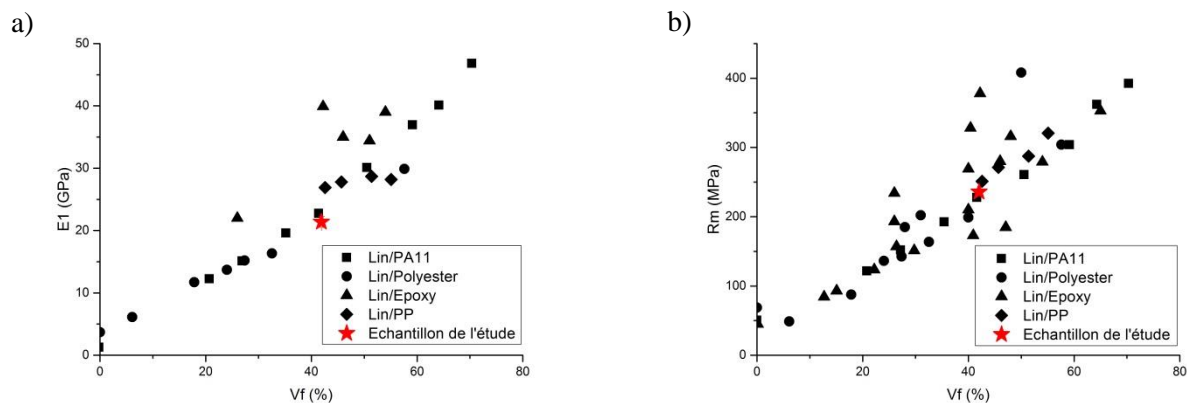 a)
E1 (GPa)
50
40
30
20
10
0
Lin/PA11
Lin/Polyester
Lin/Epoxy
Lin/PP
Echantillon de l'étude
0 20 40 60 80
Vf (%)
b)
Rm (MPa)
400
300
200
100
0
Lin/PA11
Lin/Polyester
Lin/Epoxy
Lin/PP
Echantillon de l'étude
0 20 40 60 80
Vf (%)